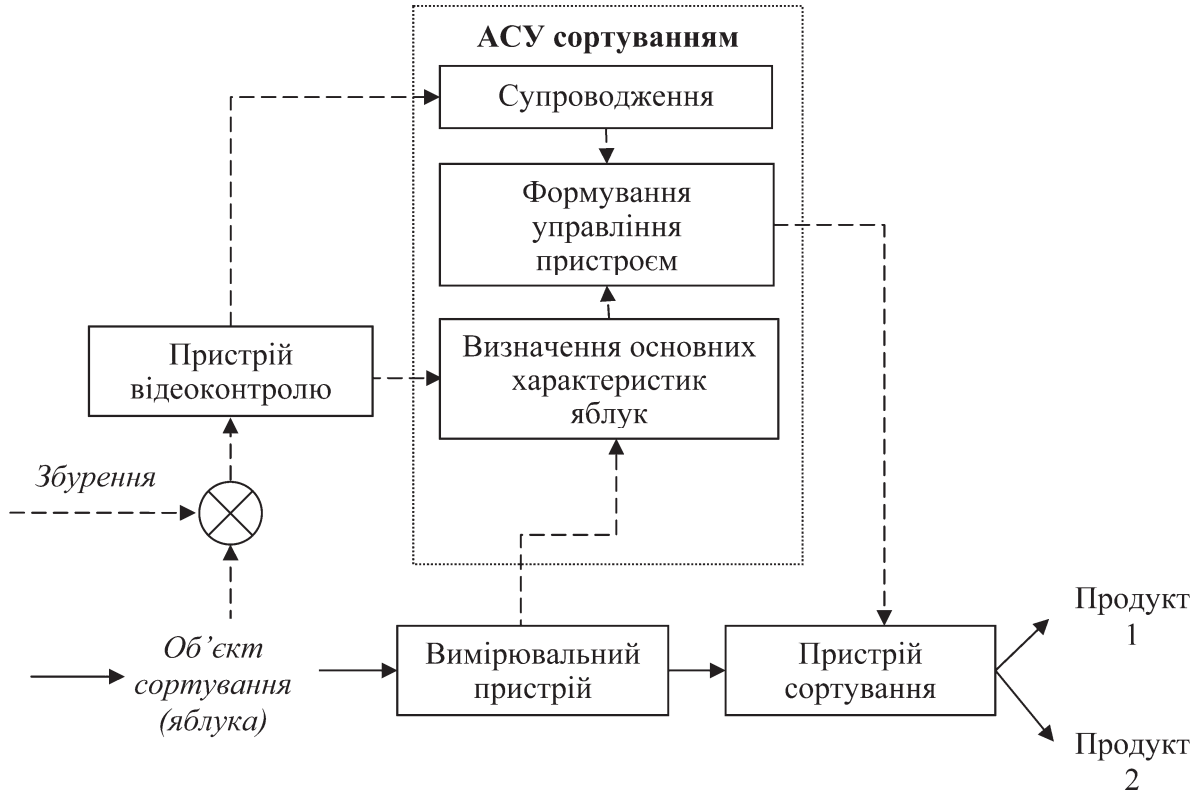 АСУ сортуванням
Супроводження
Формування
управління
пристроєм
Визначення основних
характеристик
яблук
Пристрій
відеоконтролю
Збурення
Об’єкт
сортування
(яблука)
Вимірювальний
пристрій
Пристрій
сортування
Продукт
1
Продукт
2